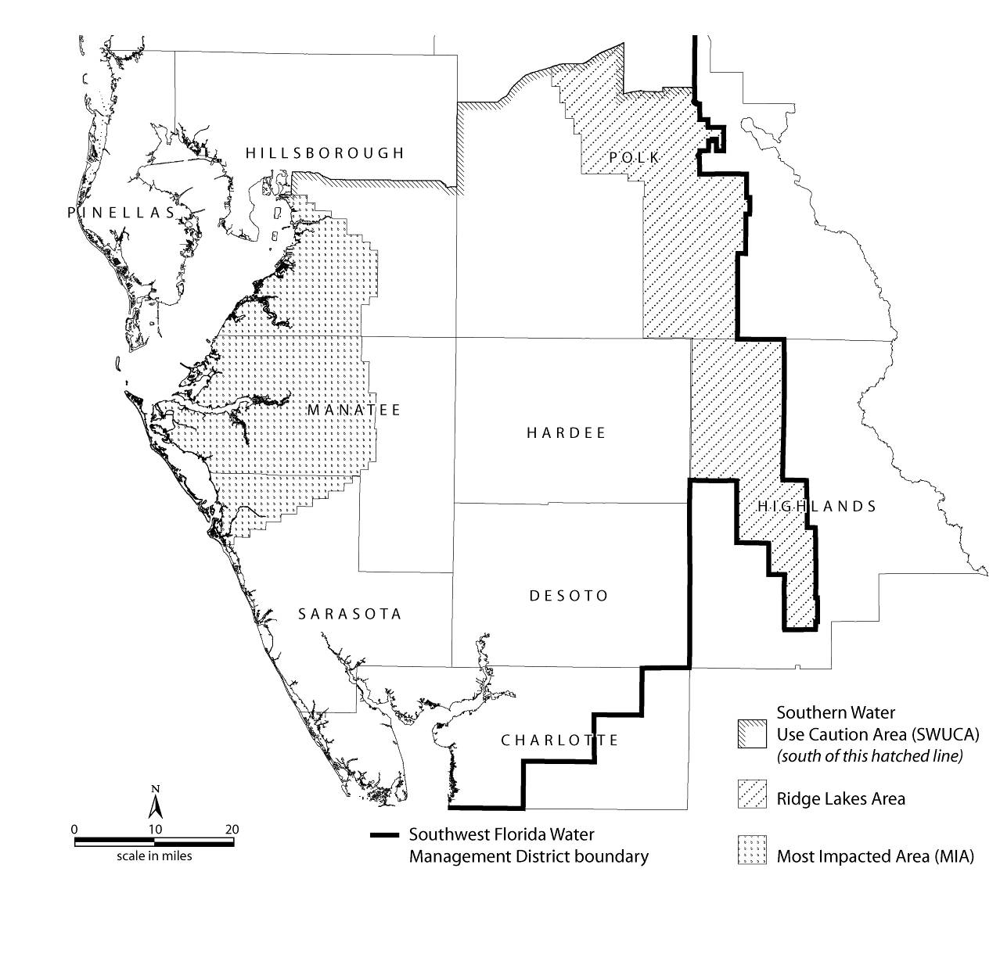 HILLSBOROUGH
POLK
PINELLAS
MANATEE
HARDEE
HIGHLANDS
DESOTO
SARASOTA
CHARLOTTE
Southern Water
Use Caution Area (SWUCA)
(south of this hatched line)
Ridge Lakes Area
Most Impacted Area (MIA)
N
0 10 20
scale in miles
Southwest Florida Water
Management District boundary